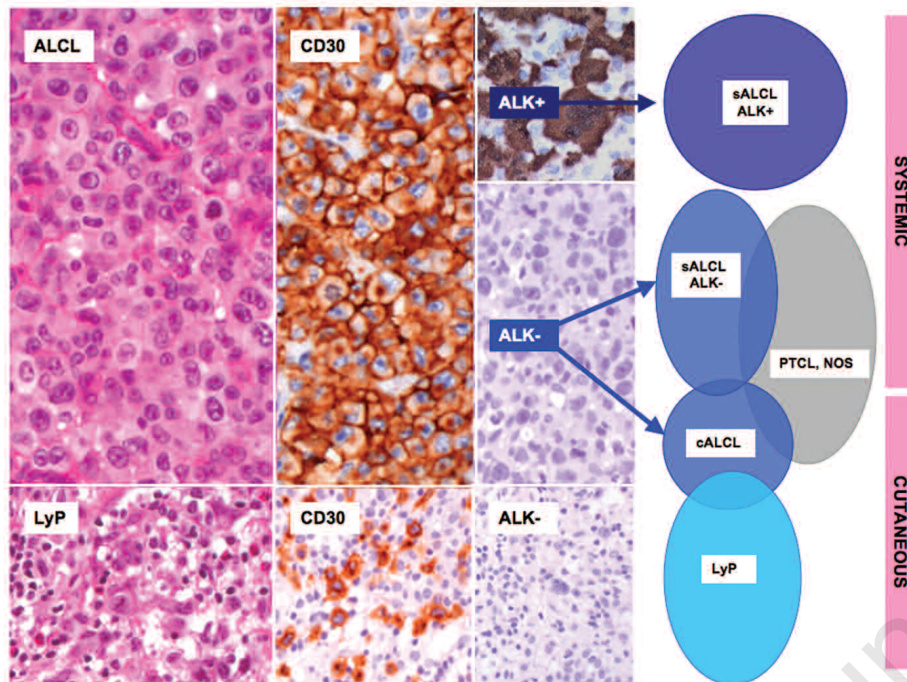 ALCL
CD30
ALK+
sALCL
ALK+
SYSTEMIC
sALCL
ALK-
ALK-
PTCL, NOS
cALCL
CUTANEOUS
LyP
CD30
ALK-
LyP